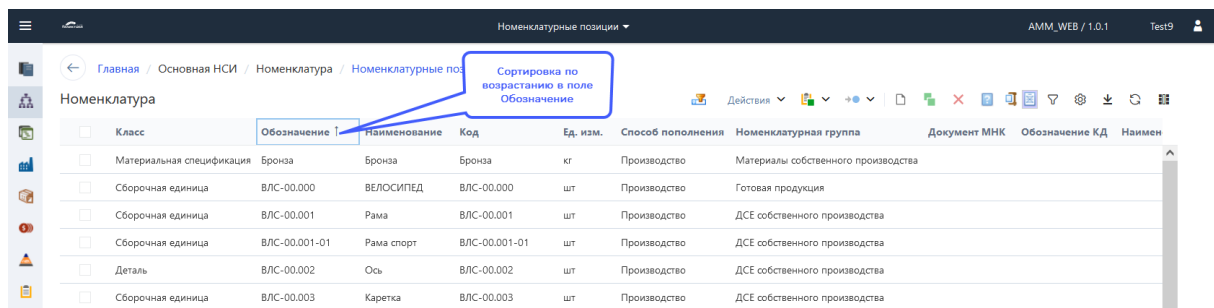 Номенклатурные позиции
AMM_WEB / 1.0.1
Test9
Главная / Основная НСИ / Номенклатура / Номенклатурные поз
Сортировка по
возрастанию в поле
Обозначение
Номенклатура
Действия
Класс Обозначение ↑ Наименование Код Ед. изм. Способ пополнения Номенклатурная группа Документ МНК Обозначение КД Наимен
Материальная спецификация Бронза Бронза Бронза кг Производство Материалы собственного производства
Сборочная единица ВЛС-00.000 ВЕЛОСИПЕД ВЛС-00.000 шт Производство Готовая продукция
Сборочная единица ВЛС-00.001 Рама ВЛС-00.001 шт Производство ДСЕ собственного производства
Сборочная единица ВЛС-00.001-01 Рама спорт ВЛС-00.001-01 шт Производство ДСЕ собственного производства
Деталь ВЛС-00.002 Ось ВЛС-00.002 шт Производство ДСЕ собственного производства
Сборочная единица ВЛС-00.003 Каретка ВЛС-00.003 шт Производство ДСЕ собственного производства